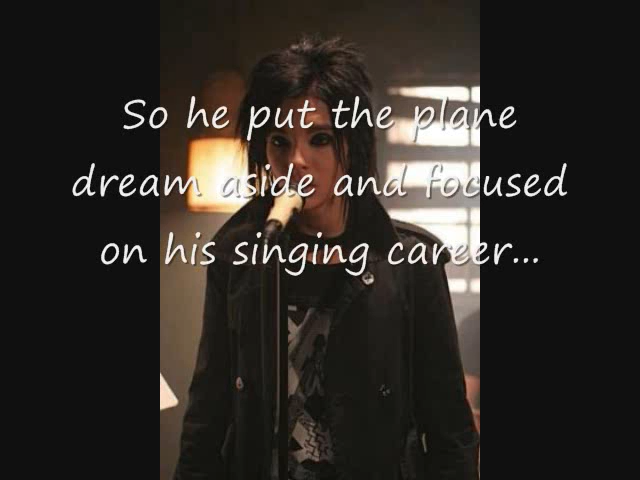 So he put the plane
dream aside and focused
on his singing career...